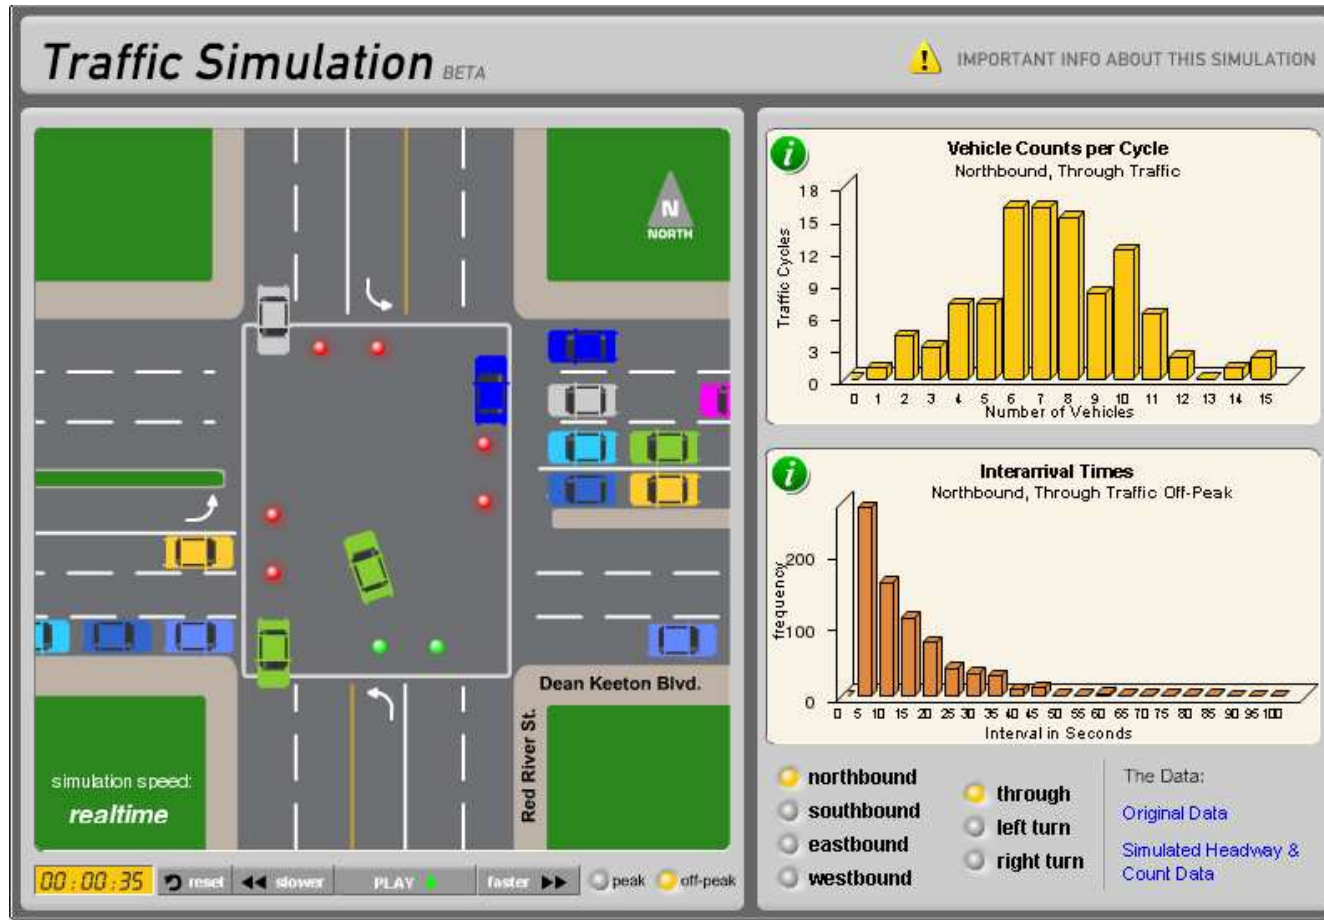 Traffic Simulation BETA
IMPORTANT INFO ABOUT THIS SIMULATION
N
NORTH
Dean Keeton Blvd.
Red River St.
simulation speed:
realtime
00:00:35 reset slower PLAY faster peak off-peak
i
Vehicle Counts per Cycle
Northbound, Through Traffic
Traffic Cycles
18
15
12
9
6
3
0
0 1 2 3 4 5 6 7 8 9 10 11 12 13 14 15
Number of Vehicles
i
Interarrival Times
Northbound, Through Traffic Off-Peak
frequency
200
100
0
0 5 10 15 20 25 30 35 40 45 50 55 60 65 70 75 80 85 90 95 100
Interval in Seconds
northbound
southbound
eastbound
westbound
through
left turn
right turn
The Data:
Original Data
Simulated Headway &
Count Data